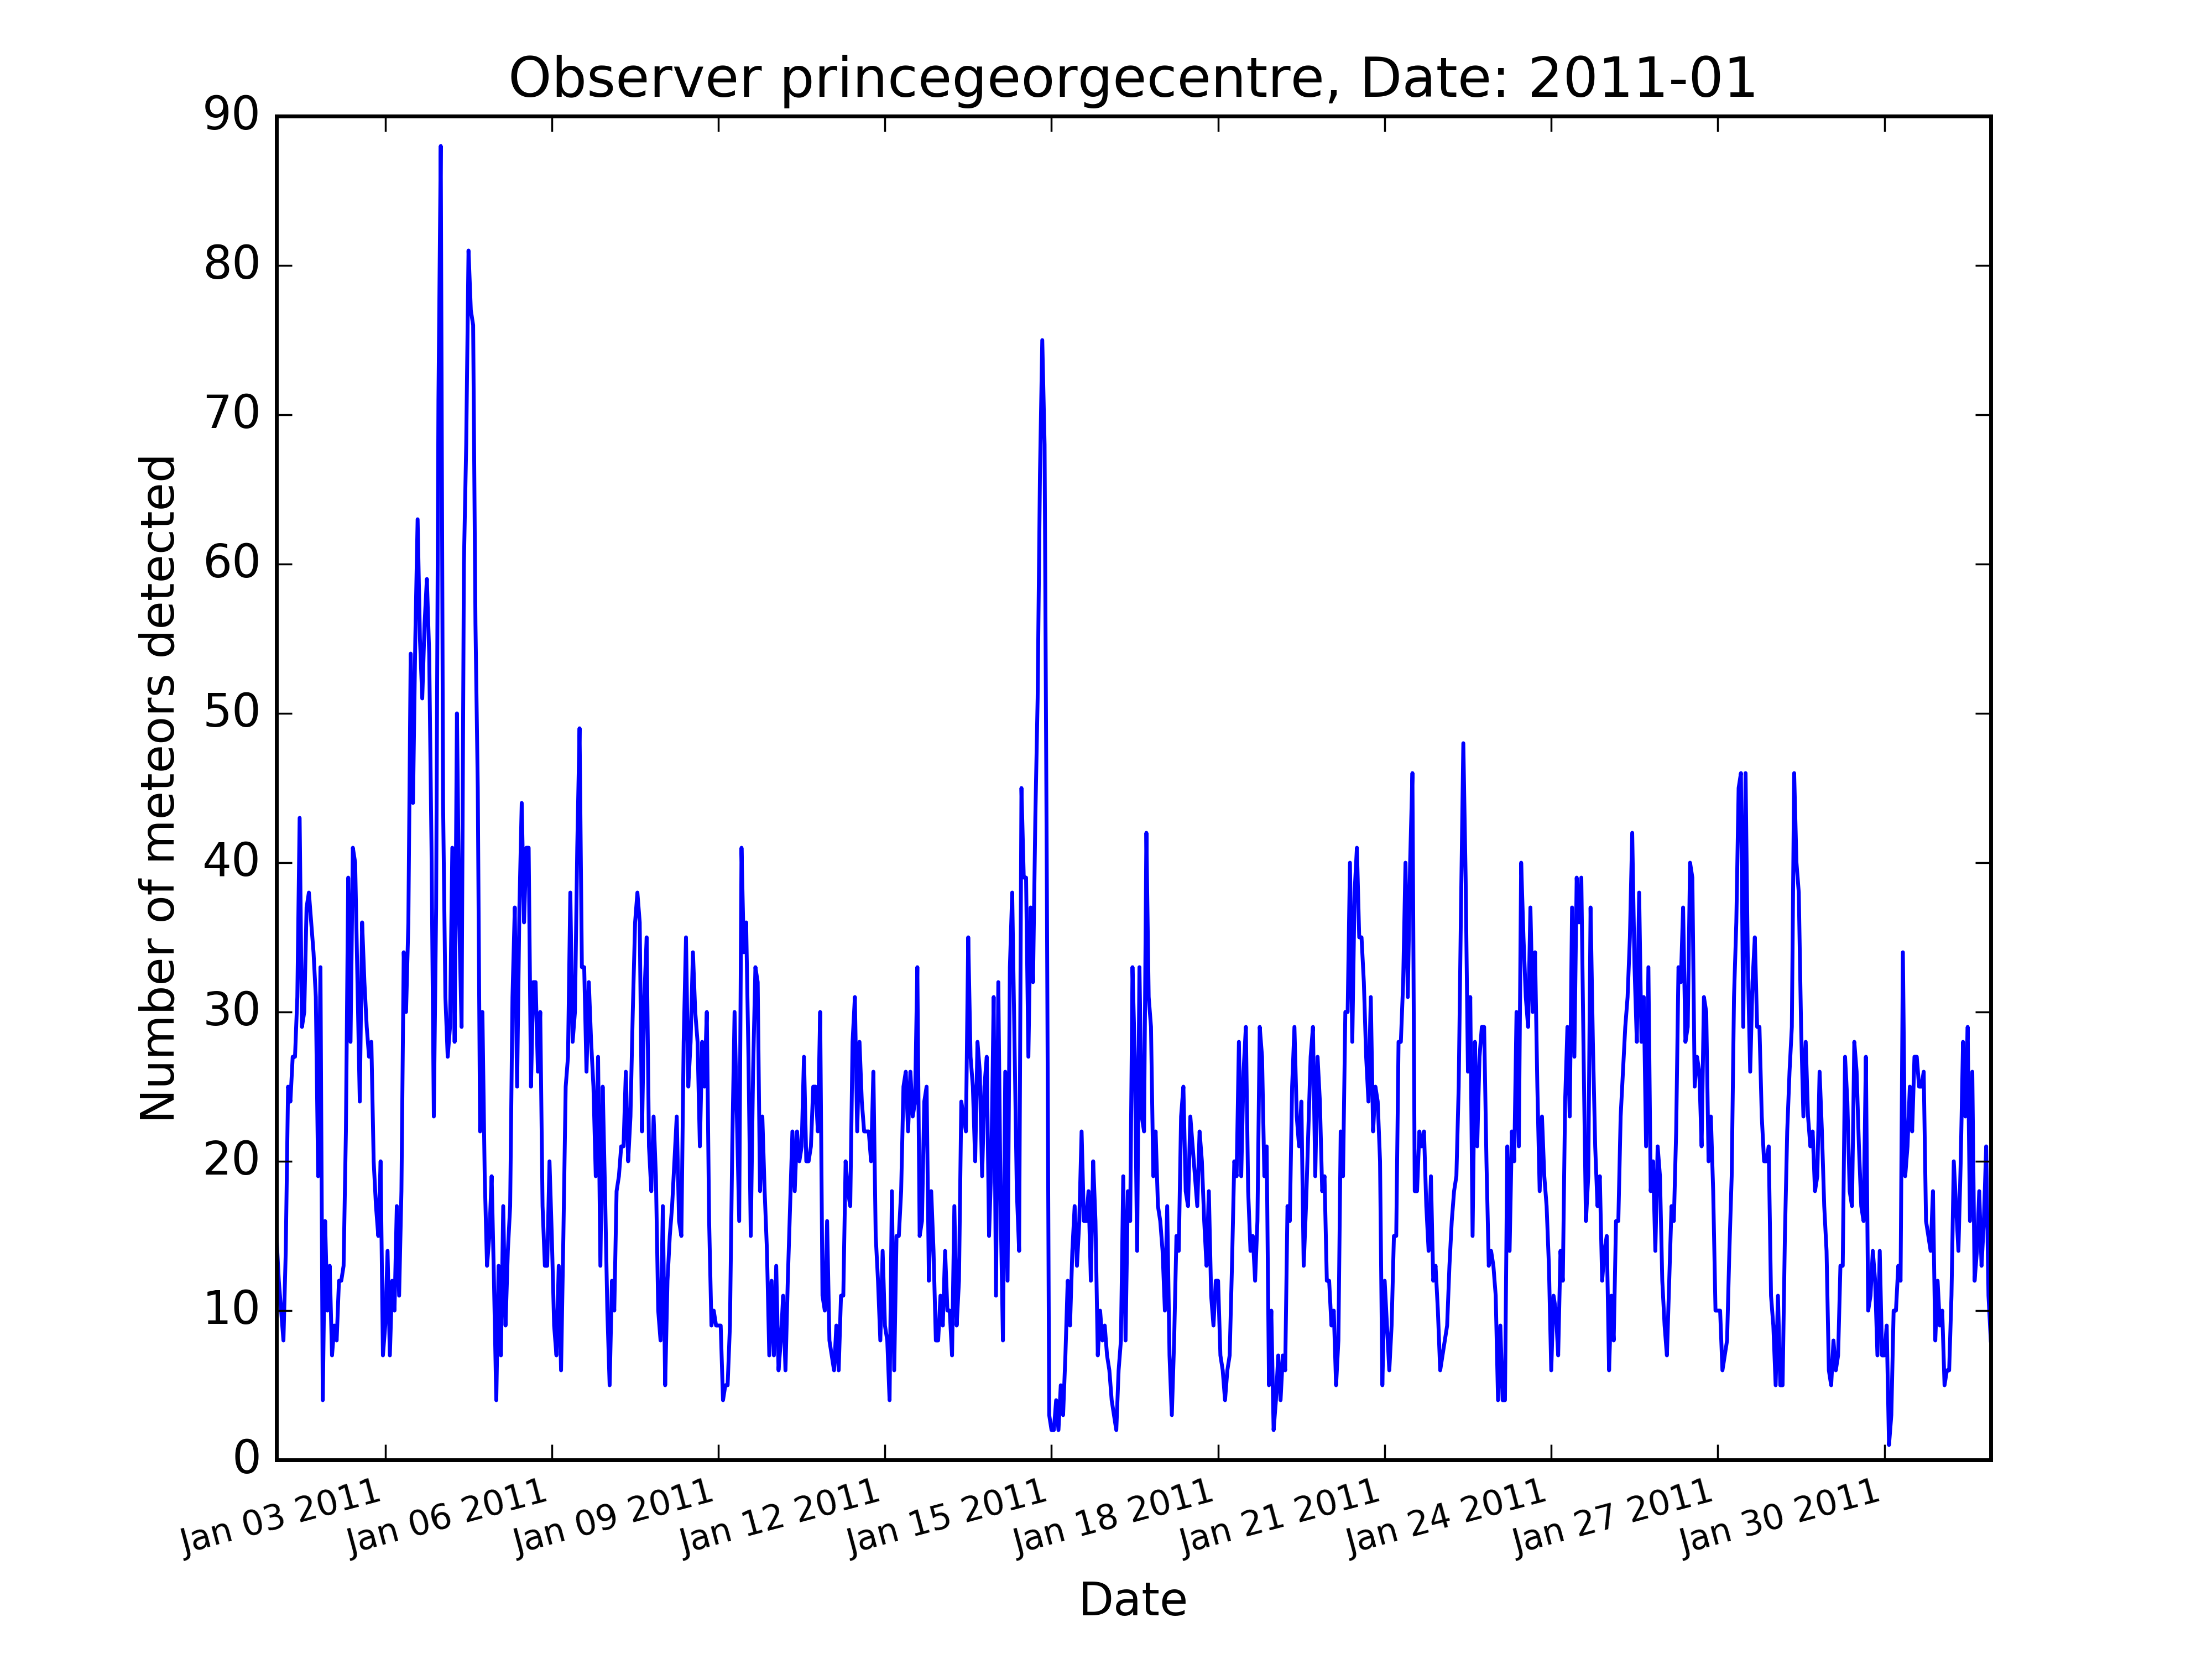 Observer princegeorgecentre, Date: 2011-01
90
80
70
60
50
40
30
20
10
0
Number of meteors detected
Jan 03 2011
Jan 06 2011
Jan 09 2011
Jan 12 2011
Jan 15 2011
Jan 18 2011
Jan 21 2011
Jan 24 2011
Jan 27 2011
Jan 30 2011
Date